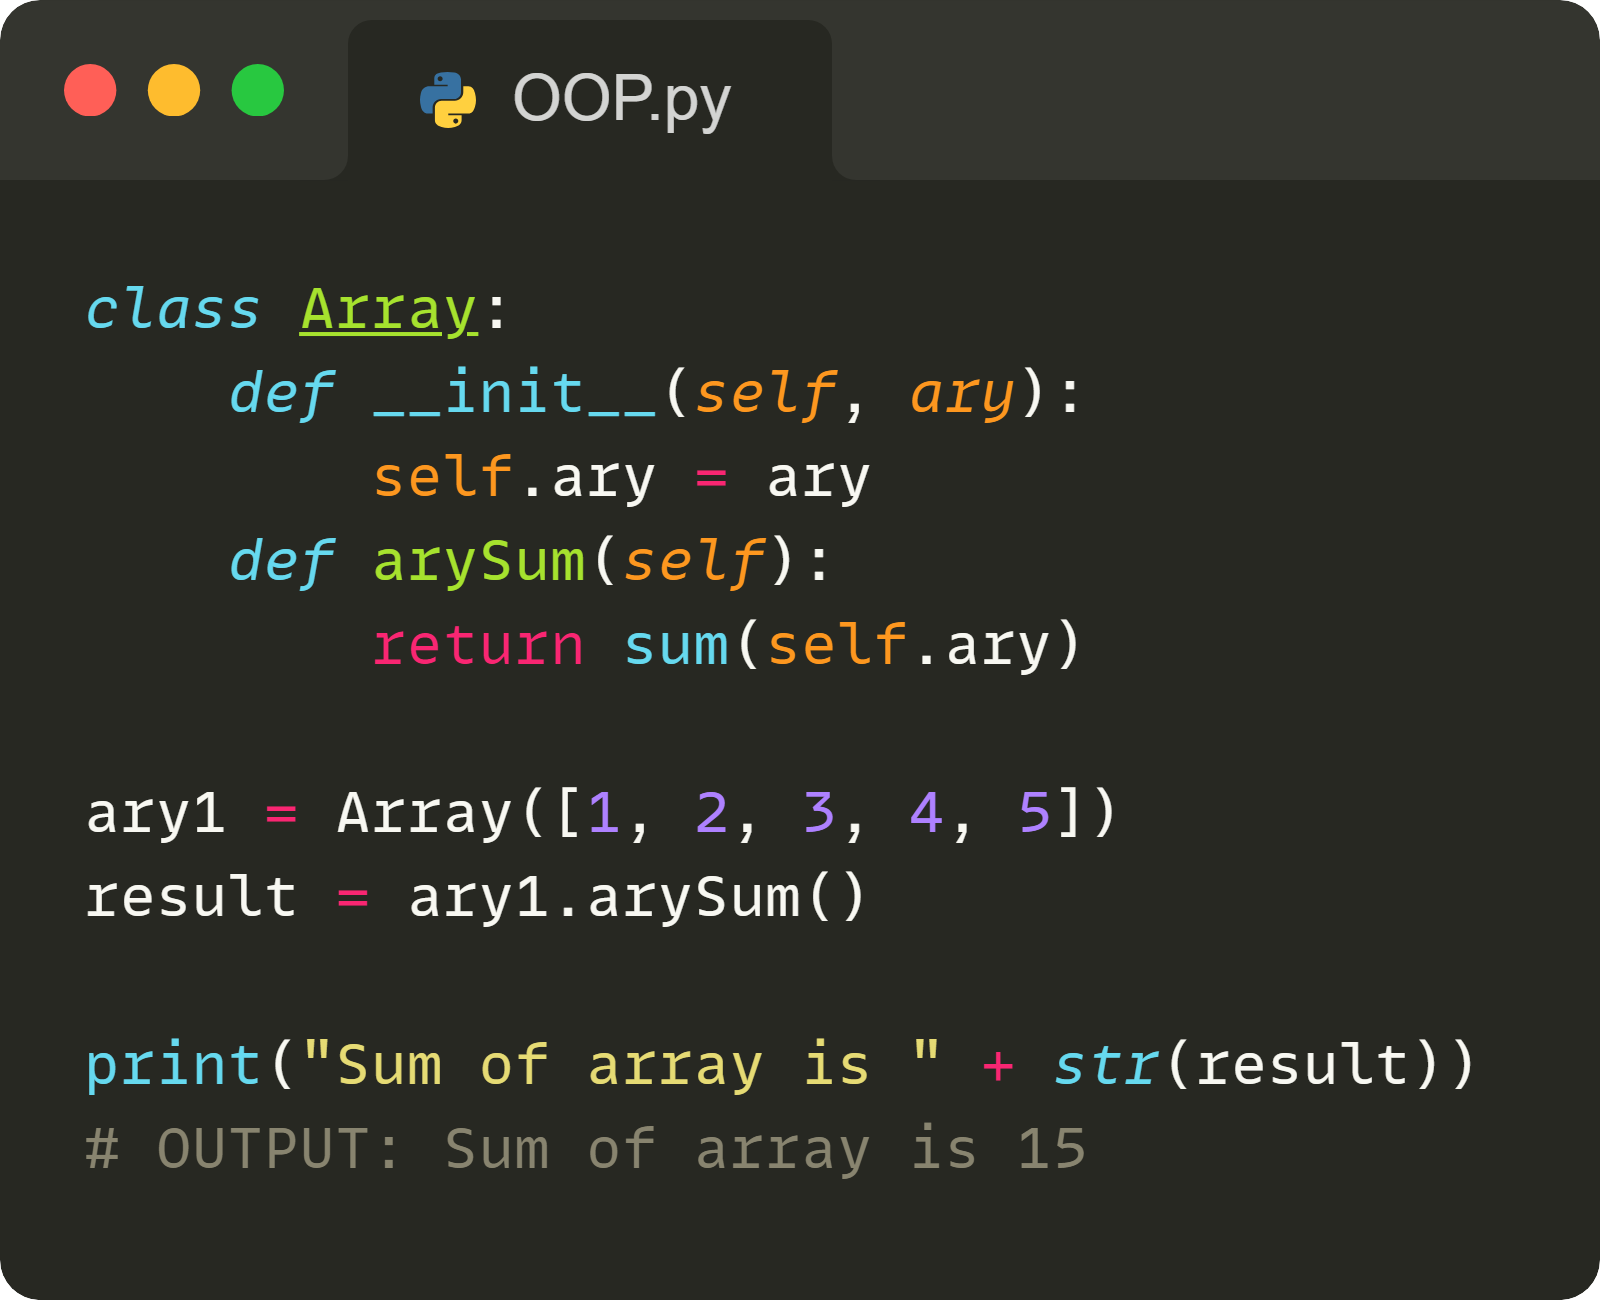 OOP.py
class Array:
    def __init__(self, ary):
        self.ary = ary
    def arySum(self):
        return sum(self.ary)
ary1 = Array([1, 2, 3, 4, 5])
result = ary1.arySum()
print("Sum of array is " + str(result))
# OUTPUT: Sum of array is 15